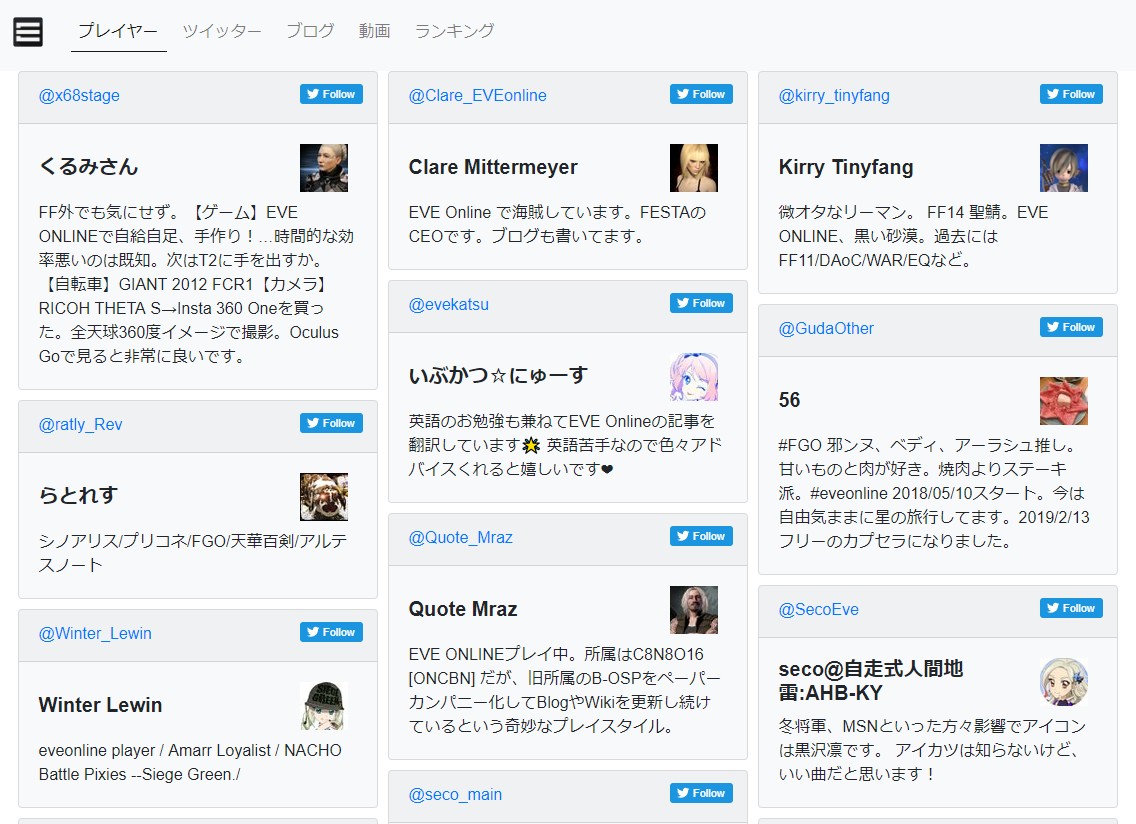 プレイヤー ツイッター ブログ 動画 ランキング
@x68stage Follow
くるみさん
FF外でも気にせず。【ゲーム】EVE
ONLINEで自給自足、手作り！…時間的な効
率悪いのは既知。次はT2に手を出すか。
【自転車】GIANT 2012 FCR1【カメラ】
RICOH THETA S→Insta 360 Oneを買っ
た。全天球360度イメージで撮影。Oculus
Goで見ると非常に良いです。
@ratly_Rev Follow
らとれす
シノアリス/プリコネ/FGO/天華百剣/アルテ
スノート
@Winter_Lewin Follow
Winter Lewin
eveonline player / Amarr Loyalist / NACHO
Battle Pixies --Siege Green./
@Clare_EVEonline Follow
Clare Mittermeyer
EVE Online で海賊しています。FESTAの
CEOです。ブログも書いてます。
@evekatsu Follow
いぶかつ☆にゅーす
英語のお勉強も兼ねてEVE Onlineの記事を
翻訳しています🌟 英語苦手なので色々アド
バイスくれると嬉しいです❤
@Quote_Mraz Follow
Quote Mraz
EVE ONLINEプレイ中。所属はC8N8O16
[ONCBN] だが、旧所属のB-OSPをペーパー
カンパニー化してBlogやWikiを更新し続け
ているという奇妙なプレイスタイル。
@seco_main Follow
@kirry_tinyfang Follow
Kirry Tinyfang
微オタなリーマン。 FF14 聖鯖。EVE
ONLINE、黒い砂漠。過去には
FF11/DAoC/WAR/EQなど。
@GudaOther Follow
56
#FGO 邪ンヌ、ベディ、アーラシュ推し。
甘いものと肉が好き。焼肉よりステーキ
派。#eveonline 2018/05/10スタート。今は
自由気ままに星の旅行してます。2019/2/13
フリーのカプセラになりました。
@SecoEve Follow
seco@自走式人間地
雷:AHB-KY
冬将軍、MSNといった方々影響でアイコン
は黒沢凛です。 アイカツは知らないけど、
いい曲だと思います！